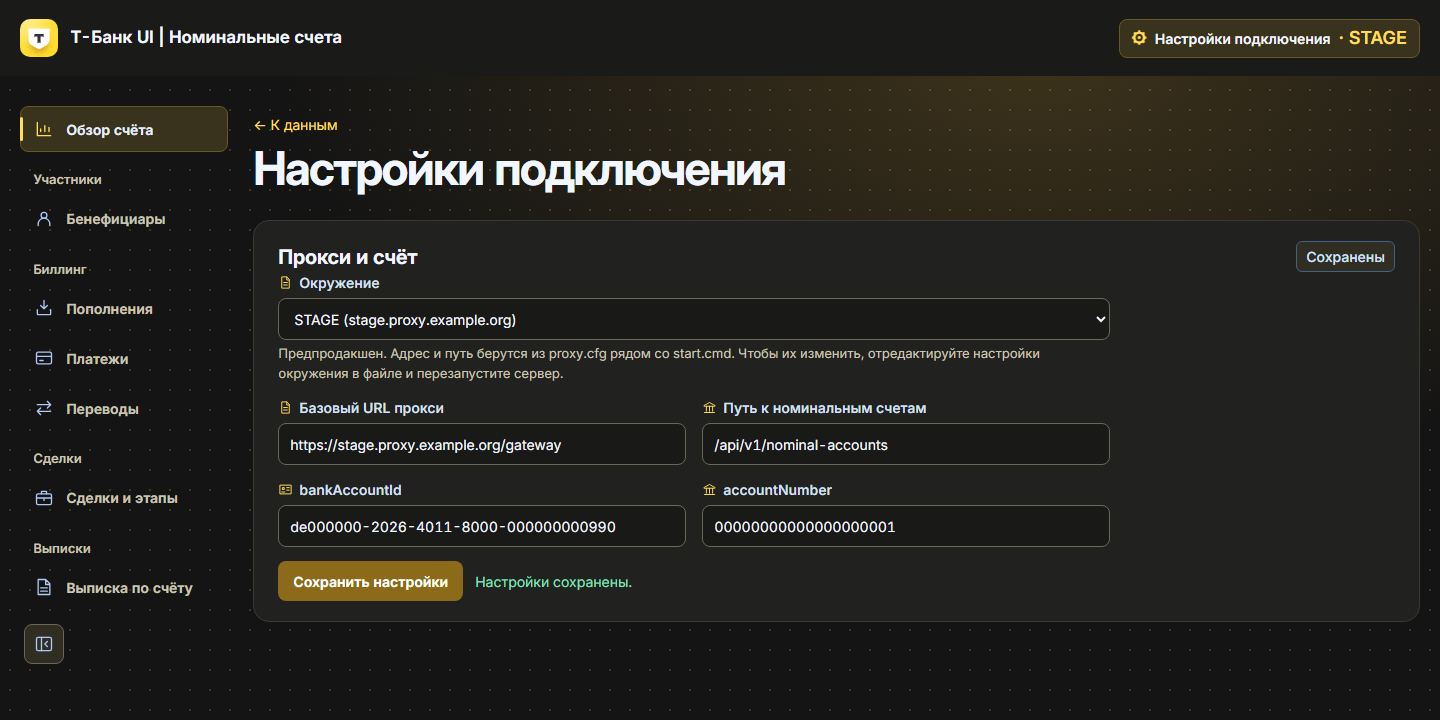 Т-Банк UI | Номинальные счета
Настройки подключения · STAGE
Обзор счёта
Участники
Бенефициары
Биллинг
Пополнения
Платежи
Переводы
Сделки
Сделки и этапы
Выписки
Выписка по счёту
← К данным
Настройки подключения
Прокси и счёт
Сохранены
Окружение
STAGE (stage.proxy.example.org)
Предпродакшен. Адрес и путь берутся из proxy.cfg рядом со start.cmd. Чтобы их изменить, отредактируйте настройки
окружения в файле и перезапустите сервер.
Базовый URL прокси
https://stage.proxy.example.org/gateway
Путь к номинальным счетам
/api/v1/nominal-accounts
bankAccountId
de000000-2026-4011-8000-000000000990
accountNumber
00000000000000000001
Сохранить настройки
Настройки сохранены.